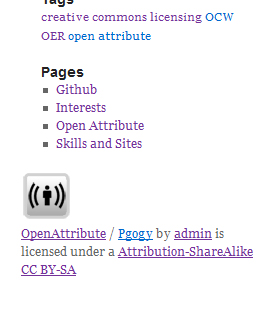 Tags
creative commons licensing OCW
OER open attribute
Pages
Github
Interests
Open Attribute
Skills and Sites
OpenAttribute / Pgogy by admin is
licensed under a Attribution-ShareAlike
CC BY-SA